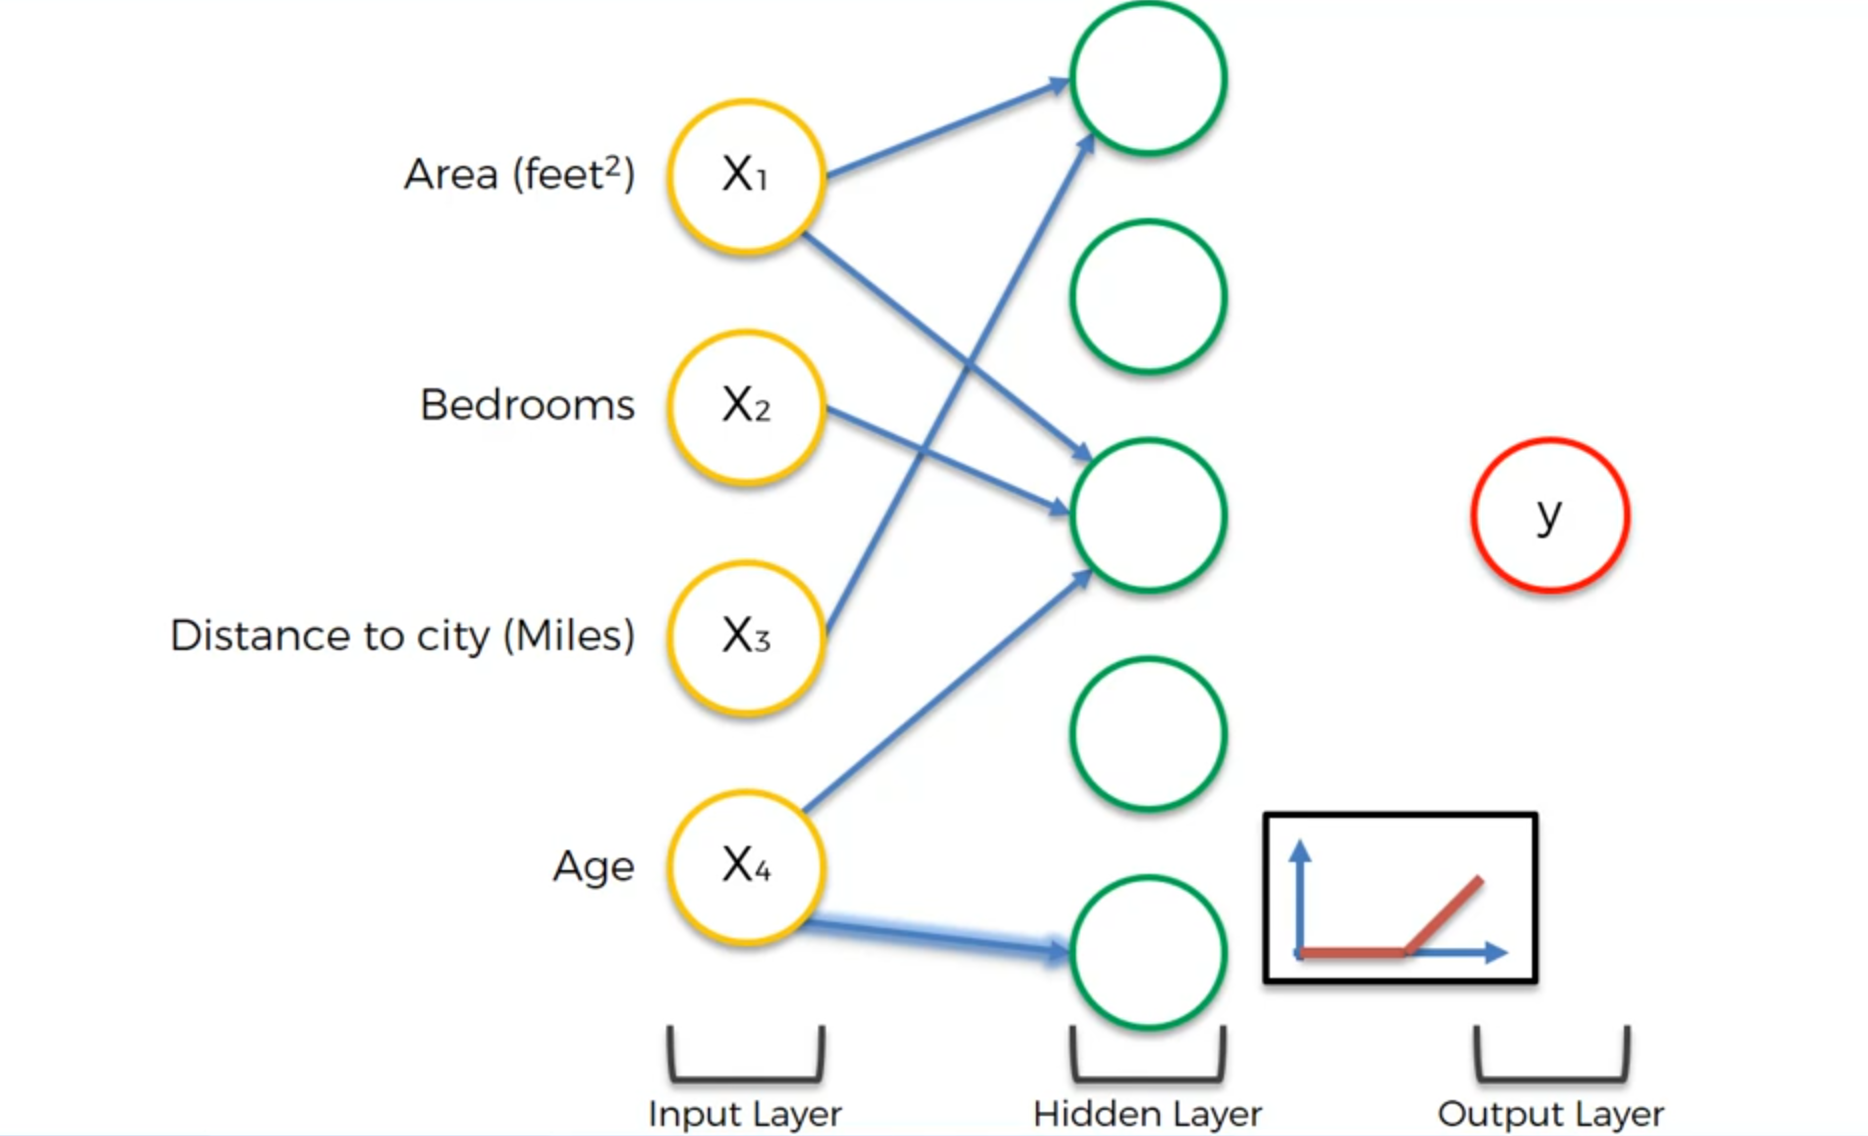 Area (feet²)
X₁
Bedrooms
X₂
Distance to city (Miles)
X₃
Age
X₄
y
Input Layer
Hidden Layer
Output Layer